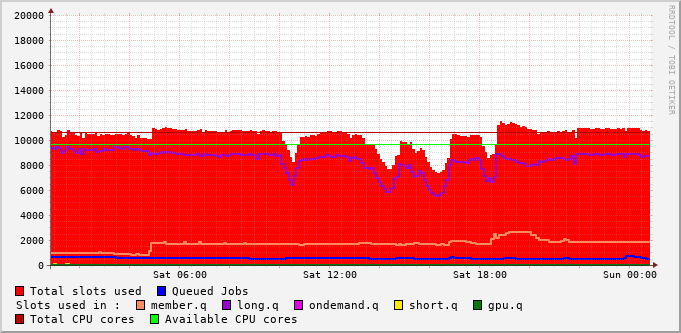 20000
18000
16000
14000
12000
10000
8000
6000
4000
2000
0
Sat 06:00 Sat 12:00 Sat 18:00 Sun 00:00
RRDTOOL / TOBI OETIKER
Total slots used Queued Jobs
Slots used in : member.q long.q ondemand.q short.q gpu.q
Total CPU cores Available CPU cores